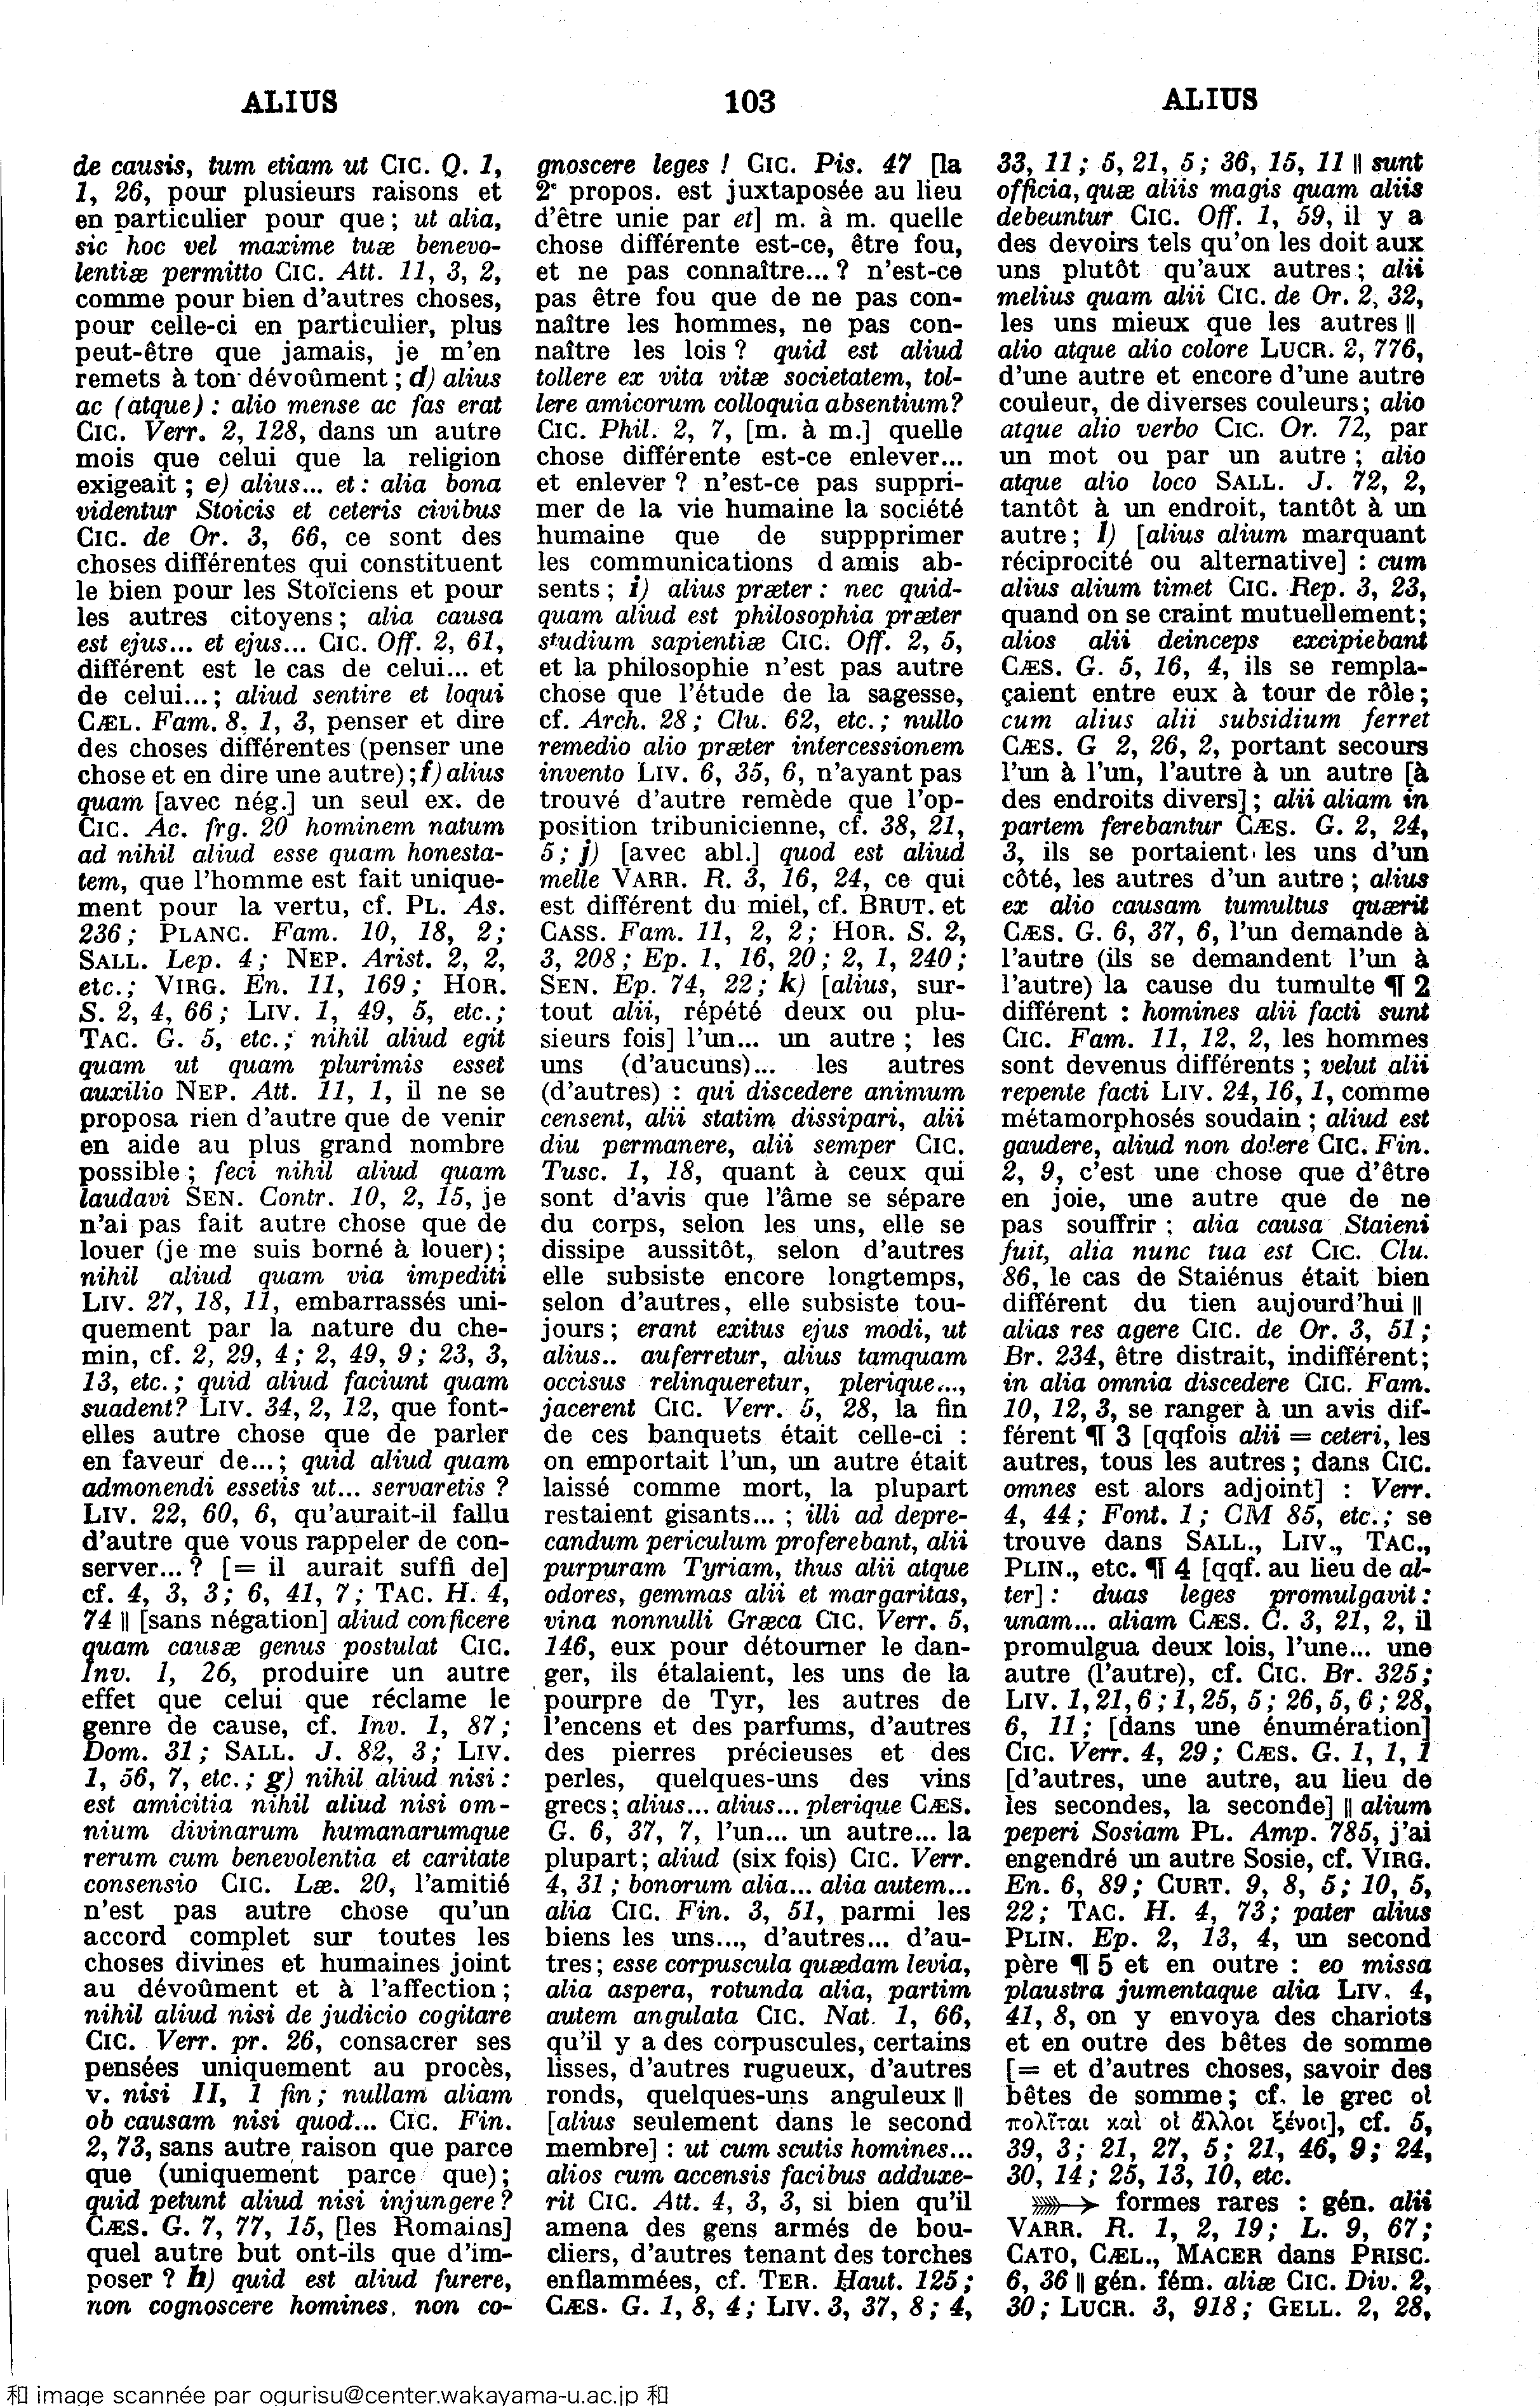 ALIUS
103
ALIUS
de causis, tum etiam ut CIC. Q. 1,
1, 26, pour plusieurs raisons et
en particulier pour que ; ut alia,
sic hoc vel maxime tuæ benevo-
lentiæ permitto CIC. Att. 11, 3, 2,
comme pour bien d'autres choses,
pour celle-ci en particulier, plus
peut-être que jamais, je m'en
remets à ton dévoûment ; d) alius
ac (atque) : alio mense ac fas erat
CIC. Verr. 2, 128, dans un autre
mois que celui que la religion
exigeait ; e) alius... et : alia bona
videntur Stoicis et ceteris civibus
CIC. de Or. 3, 66, ce sont des
choses différentes qui constituent
le bien pour les Stoïciens et pour
les autres citoyens ; alia causa
est ejus... et ejus... CIC. Off. 2, 61,
différent est le cas de celui... et
de celui... ; aliud sentire et loqui
CÆL. Fam. 8, 1, 3, penser et dire
des choses différentes (penser une
chose et en dire une autre) ; f) alius
quam [avec nég.] un seul ex. de
CIC. Ac. frg. 20 hominem natum
ad nihil aliud esse quam honesta-
tem, que l'homme est fait unique-
ment pour la vertu, cf. PL. As.
236 ; PLANC. Fam. 10, 18, 2 ;
SALL. Lep. 4 ; NEP. Arist. 2, 2,
etc. ; VIRG. En. 11, 169 ; HOR.
S. 2, 4, 66 ; LIV. 1, 49, 5, etc. ;
TAC. G. 5, etc. ; nihil aliud egit
quam ut quam plurimis esset
auxilio NEP. Att. 11, 1, il ne se
proposa rien d'autre que de venir
en aide au plus grand nombre
possible ; feci nihil aliud quam
laudavi SEN. Contr. 10, 2, 15, je
n'ai pas fait autre chose que de
louer (je me suis borné à louer) ;
nihil aliud quam via impediti
LIV. 27, 18, 11, embarrassés uni-
quement par la nature du che-
min, cf. 2, 29, 4 ; 2, 49, 9 ; 23, 3,
13, etc. ; quid aliud faciunt quam
suadent? LIV. 34, 2, 12, que font-
elles autre chose que de parler
en faveur de... ; quid aliud quam
admonendi essetis ut... servaretis ?
LIV. 22, 60, 6, qu'aurait-il fallu
d'autre que vous rappeler de con-
server... ? [= il aurait suffi de]
cf. 4, 3, 3 ; 6, 41, 7 ; TAC. H. 4,
74 || [sans négation] aliud conficere
quam causæ genus postulat CIC.
Inv. 1, 26, produire un autre
effet que celui que réclame le
genre de cause, cf. Inv. 1, 87 ;
Dom. 31 ; SALL. J. 82, 3 ; LIV.
1, 56, 7, etc. ; g) nihil aliud nisi :
est amicitia nihil aliud nisi om-
nium divinarum humanarumque
rerum cum benevolentia et caritate
consensio CIC. Læ. 20, l'amitié
n'est pas autre chose qu'un
accord complet sur toutes les
choses divines et humaines joint
au dévoûment et à l'affection ;
nihil aliud nisi de judicio cogitare
CIC. Verr. pr. 26, consacrer ses
pensées uniquement au procès,
v. nisi II, 1 fin ; nullam aliam
ob causam nisi quod... CIC. Fin.
2, 73, sans autre raison que parce
que (uniquement parce que) ;
quid petunt aliud nisi injungere ?
CÆS. G. 7, 77, 15, [les Romains]
quel autre but ont-ils que d'im-
poser ? h) quid est aliud furere,
non cognoscere homines, non co-
gnoscere leges ! CIC. Pis. 47 [la
2e propos. est juxtaposée au lieu
d'être unie par et] m. à m. quelle
chose différente est-ce, être fou,
et ne pas connaître... ? n'est-ce
pas être fou que de ne pas con-
naître les hommes, ne pas con-
naître les lois ? quid est aliud
tollere ex vita vitæ societatem, tol-
lere amicorum colloquia absentium?
CIC. Phil. 2, 7, [m. à m.] quelle
chose différente est-ce enlever...
et enlever ? n'est-ce pas suppri-
mer de la vie humaine la société
humaine que de suppprimer
les communications d amis ab-
sents ; i) alius præter : nec quid-
quam aliud est philosophia præter
studium sapientiæ CIC. Off. 2, 5,
et la philosophie n'est pas autre
chose que l'étude de la sagesse,
cf. Arch. 28 ; Clu. 62, etc. ; nullo
remedio alio præter intercessionem
invento LIV. 6, 35, 6, n'ayant pas
trouvé d'autre remède que l'op-
position tribunicienne, cf. 38, 21,
5 ; j) [avec abl.] quod est aliud
melle VARR. R. 3, 16, 24, ce qui
est différent du miel, cf. BRUT. et
CASS. Fam. 11, 2, 2 ; HOR. S. 2,
3, 208 ; Ep. 1, 16, 20 ; 2, 1, 240 ;
SEN. Ep. 74, 22 ; k) [alius, sur-
tout alii, répété deux ou plu-
sieurs fois] l'un... un autre ; les
uns (d'aucuns)... les autres
(d'autres) : qui discedere animum
censent, alii statim dissipari, alii
diu permanere, alii semper CIC.
Tusc. 1, 18, quant à ceux qui
sont d'avis que l'âme se sépare
du corps, selon les uns, elle se
dissipe aussitôt, selon d'autres
elle subsiste encore longtemps,
selon d'autres, elle subsiste tou-
jours ; erant exitus ejus modi, ut
alius.. auferretur, alius tamquam
occisus relinqueretur, plerique...,
jacerent CIC. Verr. 5, 28, la fin
de ces banquets était celle-ci :
on emportait l'un, un autre était
laissé comme mort, la plupart
restaient gisants... ; illi ad depre-
candum periculum proferebant, alii
purpuram Tyriam, thus alii atque
odores, gemmas alii et margaritas,
vina nonnulli Græca CIC. Verr. 5,
146, eux pour détourner le dan-
ger, ils étalaient, les uns de la
pourpre de Tyr, les autres de
l'encens et des parfums, d'autres
des pierres précieuses et des
perles, quelques-uns des vins
grecs ; alius... alius... plerique CÆS.
G. 6, 37, 7, l'un... un autre... la
plupart ; aliud (six fois) CIC. Verr.
4, 31 ; bonorum alia... alia autem...
alia CIC. Fin. 3, 51, parmi les
biens les uns..., d'autres... d'au-
tres ; esse corpuscula quædam levia,
alia aspera, rotunda alia, partim
autem angulata CIC. Nat. 1, 66,
qu'il y a des corpuscules, certains
lisses, d'autres rugueux, d'autres
ronds, quelques-uns anguleux ||
[alius seulement dans le second
membre] : ut cum scutis homines...
alios cum accensis facibus adduxe-
rit CIC. Att. 4, 3, 3, si bien qu'il
amena des gens armés de bou-
cliers, d'autres tenant des torches
enflammées, cf. TER. Haut. 125 ;
CÆS. G. 1, 8, 4 ; LIV. 3, 37, 8 ; 4,
33, 11 ; 5, 21, 5 ; 36, 15, 11 || sunt
officia, quæ aliis magis quam aliis
debeuntur CIC. Off. 1, 59, il y a
des devoirs tels qu'on les doit aux
uns plutôt qu'aux autres ; alii
melius quam alii CIC. de Or. 2, 32,
les uns mieux que les autres ||
alio atque alio colore LUCR. 2, 776,
d'une autre et encore d'une autre
couleur, de diverses couleurs ; alio
atque alio verbo CIC. Or. 72, par
un mot ou par un autre ; alio
atque alio loco SALL. J. 72, 2,
tantôt à un endroit, tantôt à un
autre ; l) [alius alium marquant
réciprocité ou alternative] : cum
alius alium timet CIC. Rep. 3, 23,
quand on se craint mutuellement ;
alios alii deinceps excipiebant
CÆS. G. 5, 16, 4, ils se rempla-
çaient entre eux à tour de rôle ;
cum alius alii subsidium ferret
CÆS. G 2, 26, 2, portant secours
l'un à l'un, l'autre à un autre [à
des endroits divers] ; alii aliam in
partem ferebantur CÆS. G. 2, 24,
3, ils se portaient les uns d'un
côté, les autres d'un autre ; alius
ex alio causam tumultus quærit
CÆS. G. 6, 37, 6, l'un demande à
l'autre (ils se demandent l'un à
l'autre) la cause du tumulte ¶ 2
différent : homines alii facti sunt
CIC. Fam. 11, 12, 2, les hommes
sont devenus différents ; velut alii
repente facti LIV. 24, 16, 1, comme
métamorphosés soudain ; aliud est
gaudere, aliud non dolere CIC. Fin.
2, 9, c'est une chose que d'être
en joie, une autre que de ne
pas souffrir ; alia causa Staieni
fuit, alia nunc tua est CIC. Clu.
86, le cas de Staiénus était bien
différent du tien aujourd'hui ||
alias res agere CIC. de Or. 3, 51 ;
Br. 234, être distrait, indifférent ;
in alia omnia discedere CIC. Fam.
10, 12, 3, se ranger à un avis dif-
férent ¶ 3 [qqfois alii = ceteri, les
autres, tous les autres ; dans CIC.
omnes est alors adjoint] : Verr.
4, 44 ; Font. 1 ; CM 85, etc. ; se
trouve dans SALL., LIV., TAC.,
PLIN., etc. ¶ 4 [qqf. au lieu de al-
ter] : duas leges promulgavit :
unam... aliam CÆS. C. 3, 21, 2, il
promulgua deux lois, l'une... une
autre (l'autre), cf. CIC. Br. 325 ;
LIV. 1, 21, 6 ; 1, 25, 5 ; 26, 5, 6 ; 28,
6, 11 ; [dans une énumération]
CIC. Verr. 4, 29 ; CÆS. G. 1, 1, 1
[d'autres, une autre, au lieu de
les secondes, la seconde] || alium
peperi Sosiam PL. Amp. 785, j'ai
engendré un autre Sosie, cf. VIRG.
En. 6, 89 ; CURT. 9, 8, 5 ; 10, 5,
22 ; TAC. H. 4, 73 ; pater alius
PLIN. Ep. 2, 13, 4, un second
père ¶ 5 et en outre : eo missa
plaustra jumentaque alia LIV. 4,
41, 8, on y envoya des chariots
et en outre des bêtes de somme
[= et d'autres choses, savoir des
bêtes de somme ; cf. le grec οἱ
πολῖται καὶ οἱ ἄλλοι ξένοι], cf. 5,
39, 3 ; 21, 27, 5 ; 21, 46, 9 ; 24,
30, 14 ; 25, 13, 10, etc.
➳ formes rares : gén. alii
VARR. R. 1, 2, 19 ; L. 9, 67 ;
CATO, CÆL., MACER dans PRISC.
6, 36 || gén. fém. aliæ CIC. Div. 2,
30 ; LUCR. 3, 918 ; GELL. 2, 28,
和 image scannée par ogurisu@center.wakayama-u.ac.jp 和